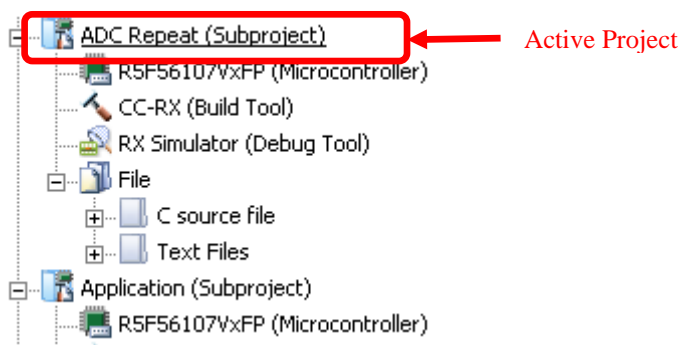 ADC Repeat (Subproject)
Active Project
R5F56107VxFP (Microcontroller)
CC-RX (Build Tool)
RX Simulator (Debug Tool)
File
C source file
Text Files
Application (Subproject)
R5F56107VxFP (Microcontroller)